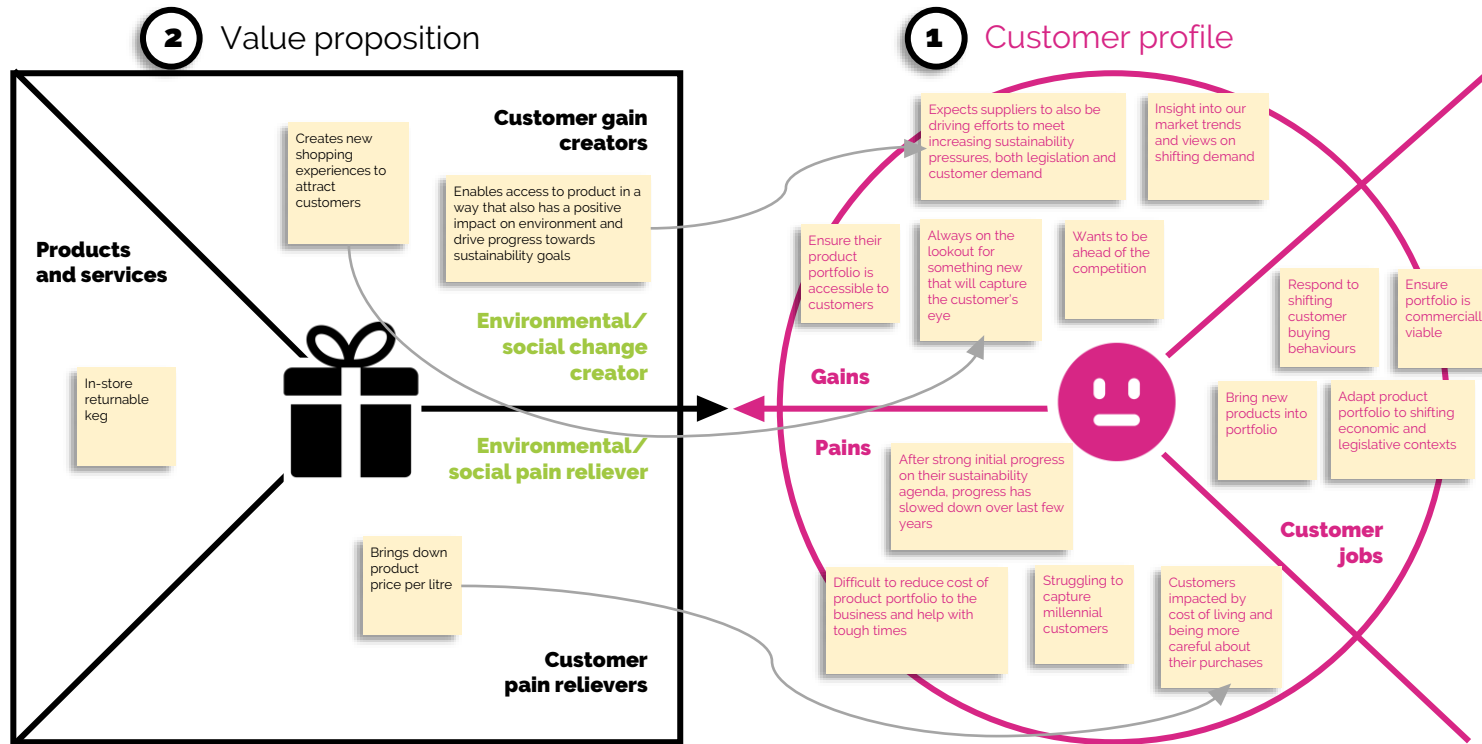 2 Value proposition
Products
and services
In-store
returnable
keg
Creates new
shopping
experiences to
attract
customers
Customer gain
creators
Enables access to product in a
way that also has a positive
impact on environment and
drive progress towards
sustainability goals
Environmental/
social change
creator
Environmental/
social pain reliever
Brings down
product
price per litre
Customer
pain relievers
1 Customer profile
Expects suppliers to also be
driving efforts to meet
increasing sustainability
pressures, both legislation and
customer demand
Insight into our
market trends
and views on
shifting demand
Ensure their
product
portfolio is
accessible to
customers
Always on the
lookout for
something new
that will capture
the customer's
eye
Wants to be
ahead of the
competition
Gains
Pains
After strong initial progress
on their sustainability
agenda, progress has
slowed down over last few
years
Difficult to reduce cost of
product portfolio to the
business and help with
tough times
Struggling to
capture
millennial
customers
Customers
impacted by
cost of living and
being more
careful about
their purchases
Respond to
shifting
customer
buying
behaviours
Ensure
portfolio is
commerciall
viable
Bring new
products into
portfolio
Adapt product
portfolio to shifting
economic and
legislative contexts
Customer
jobs